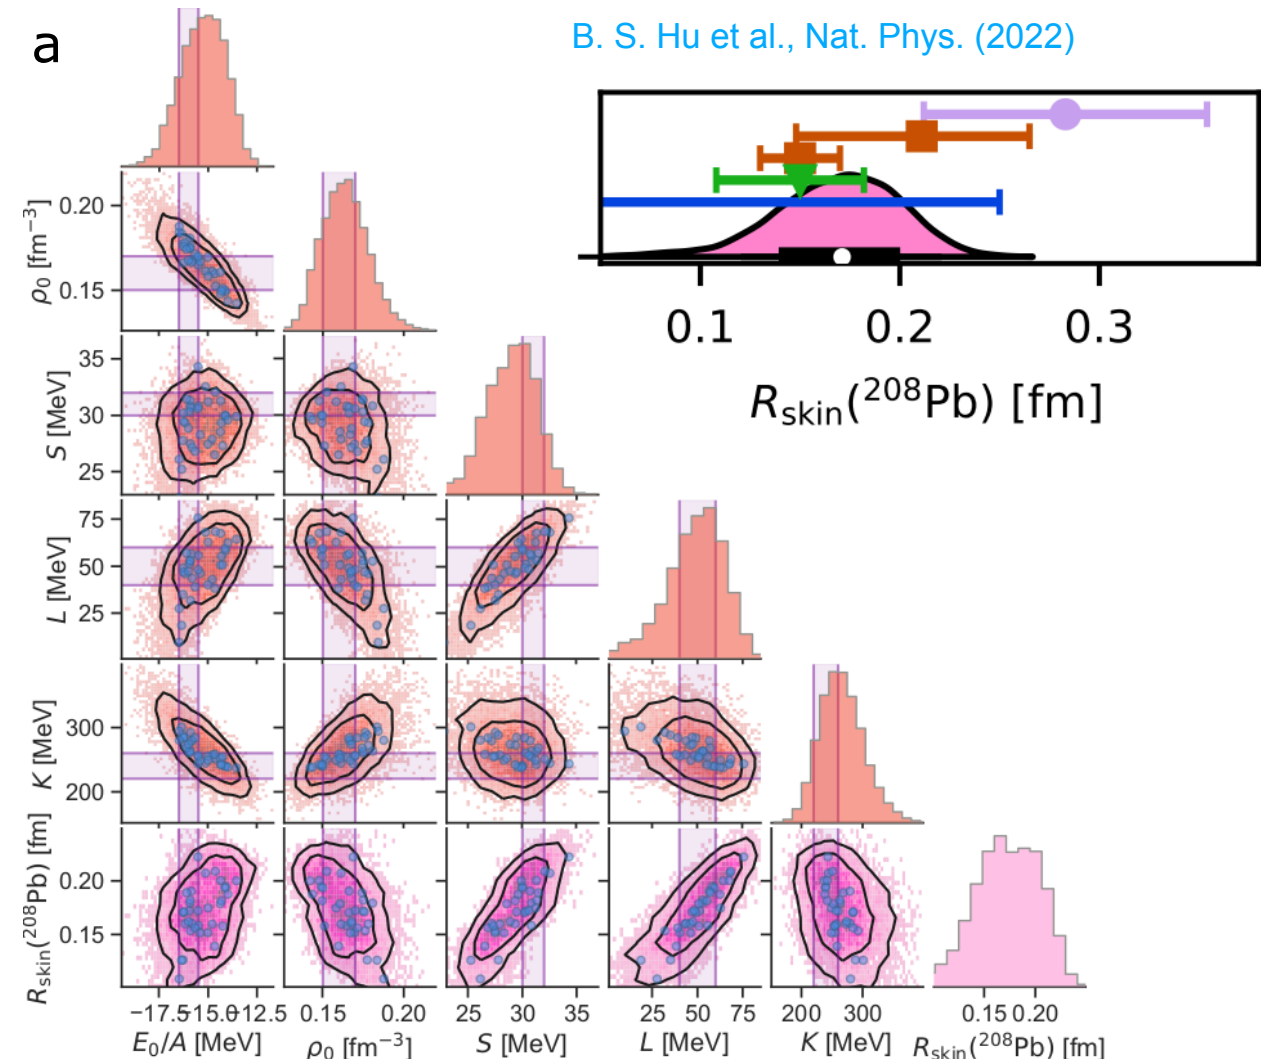 a
B. S. Hu et al., Nat. Phys. (2022)
0.1 0.2 0.3
R_skin(²⁰⁸Pb) [fm]
ρ₀ [fm⁻³]
0.20
0.15
S [MeV]
35
30
25
L [MeV]
75
50
25
K [MeV]
300
200
R_skin(²⁰⁸Pb) [fm]
0.20
0.15
−17.5 −15.0 −12.5 0.15 0.20 25 30 35 25 50 75 200 300 0.15 0.20
E₀/A [MeV] ρ₀ [fm⁻³] S [MeV] L [MeV] K [MeV] R_skin(²⁰⁸Pb) [fm]